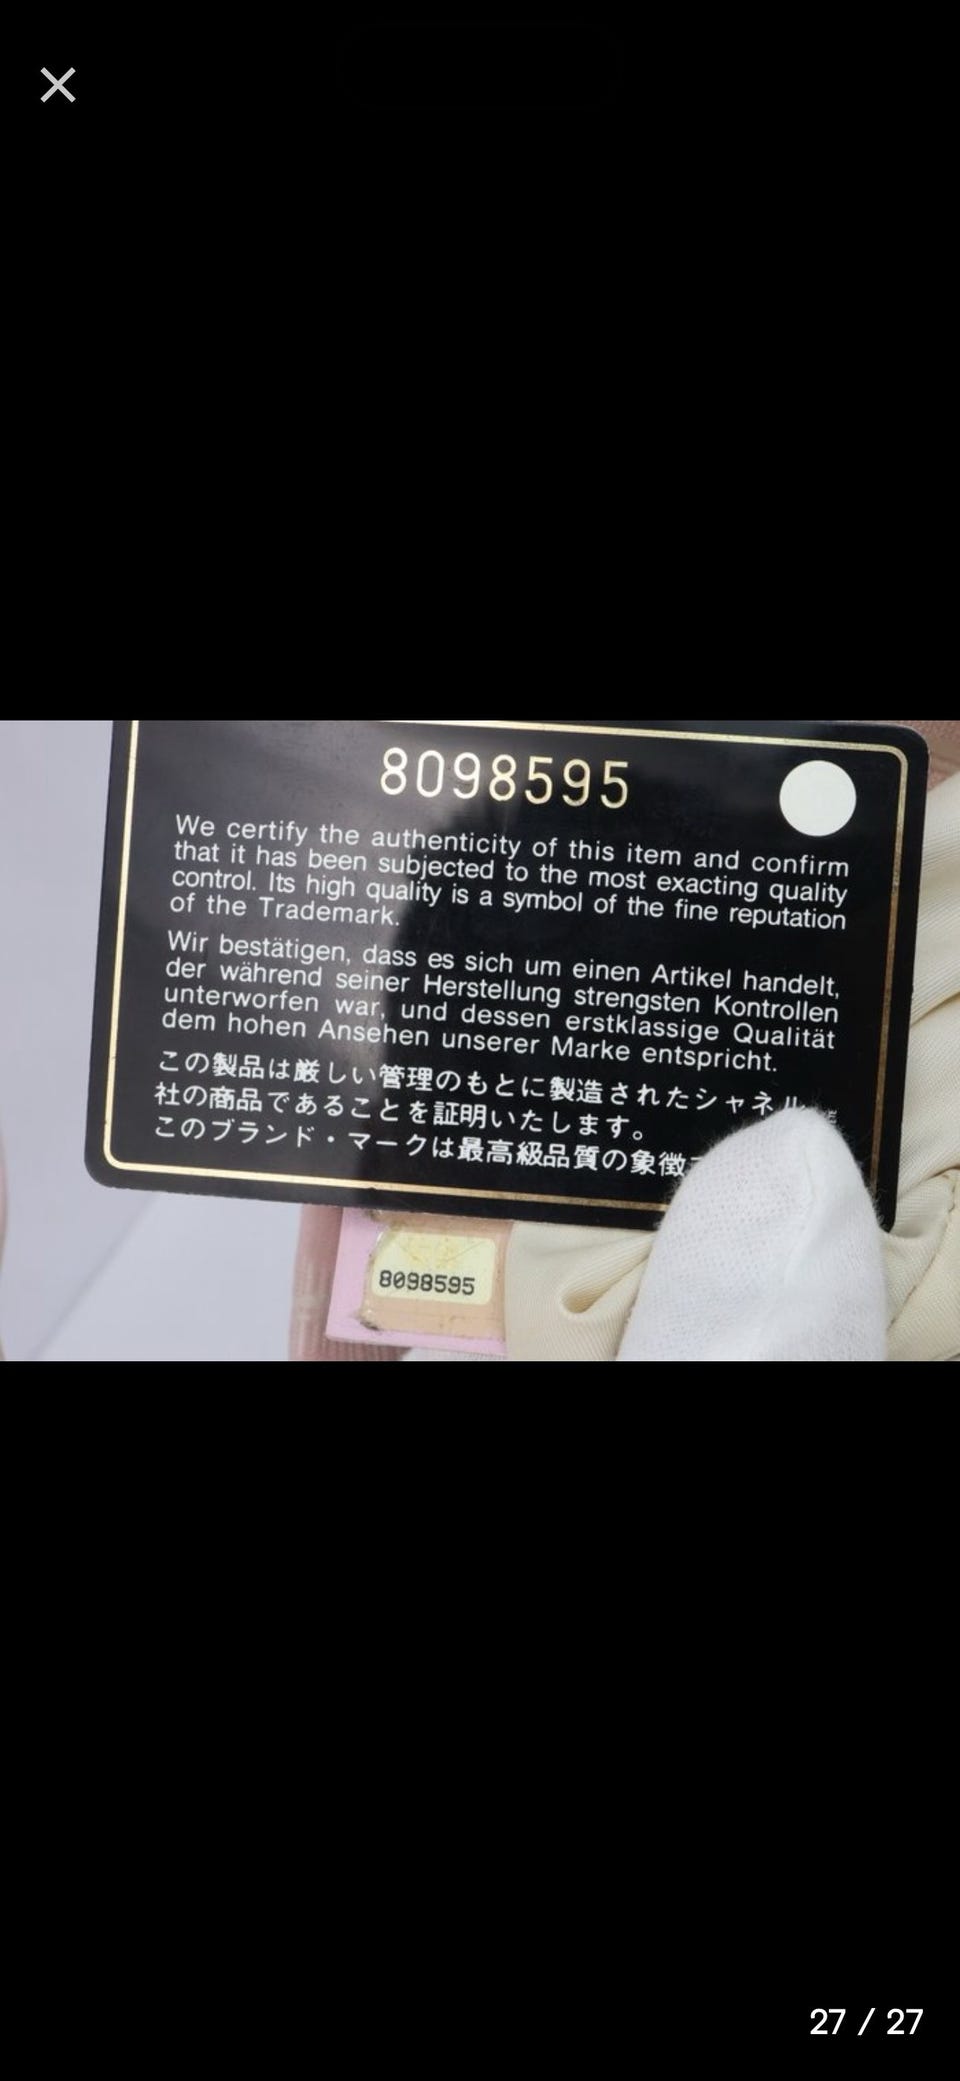 8098595
We certify the authenticity of this item and confirm
that it has been subjected to the most exacting quality
control. Its high quality is a symbol of the fine reputation
of the Trademark.
Wir bestätigen, dass es sich um einen Artikel handelt,
der während seiner Herstellung strengsten Kontrollen
unterworfen war, und dessen erstklassige Qualität
dem hohen Ansehen unserer Marke entspricht.
この製品は厳しい管理のもとに製造されたシャネル
社の商品であることを証明いたします。
このブランド・マークは最高級品質の象徴
8098595
27 / 27